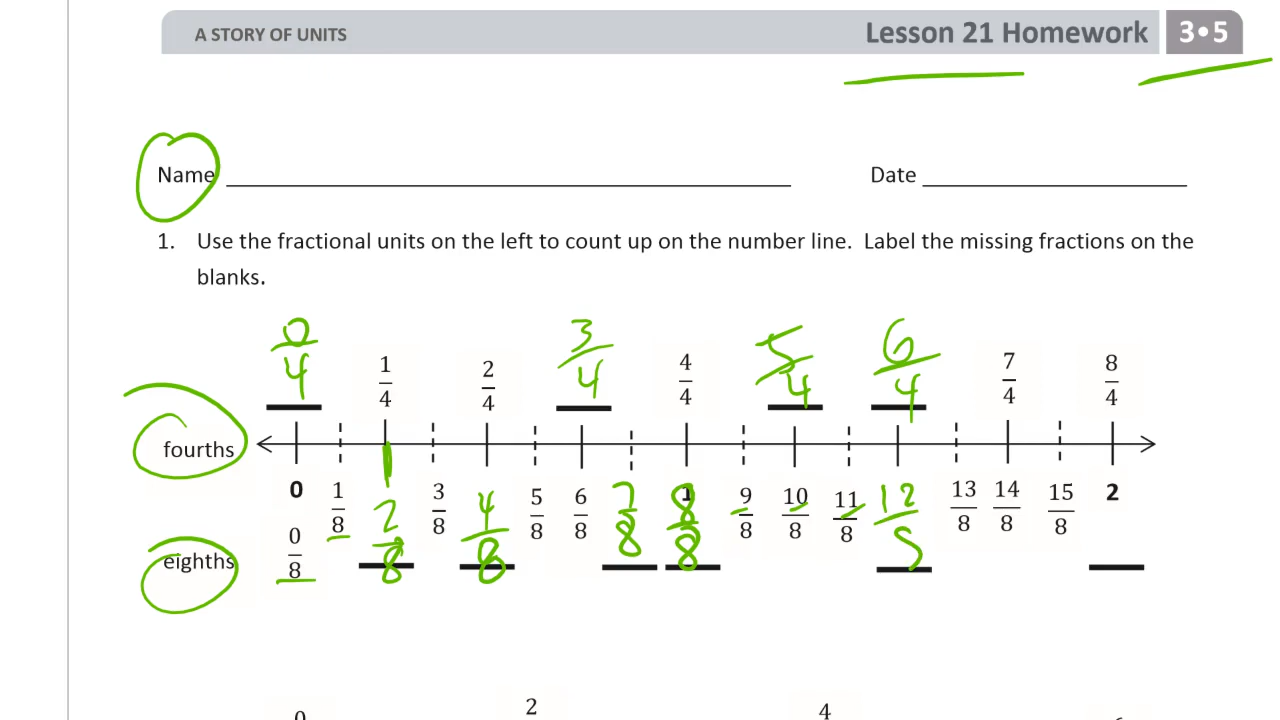 A STORY OF UNITS Lesson 21 Homework 3•5
Name Date
1. Use the fractional units on the left to count up on the number line. Label the missing fractions on the
blanks.
0/4 1/4 2/4 3/4 4/4 5/4 6/4 7/4 8/4
fourths
0 1 2
0/8 1/8 2/8 3/8 4/8 5/8 6/8 7/8 8/8 9/8 10/8 11/8 12/ 13/8 14/8 15/8
eighths
0 2 4